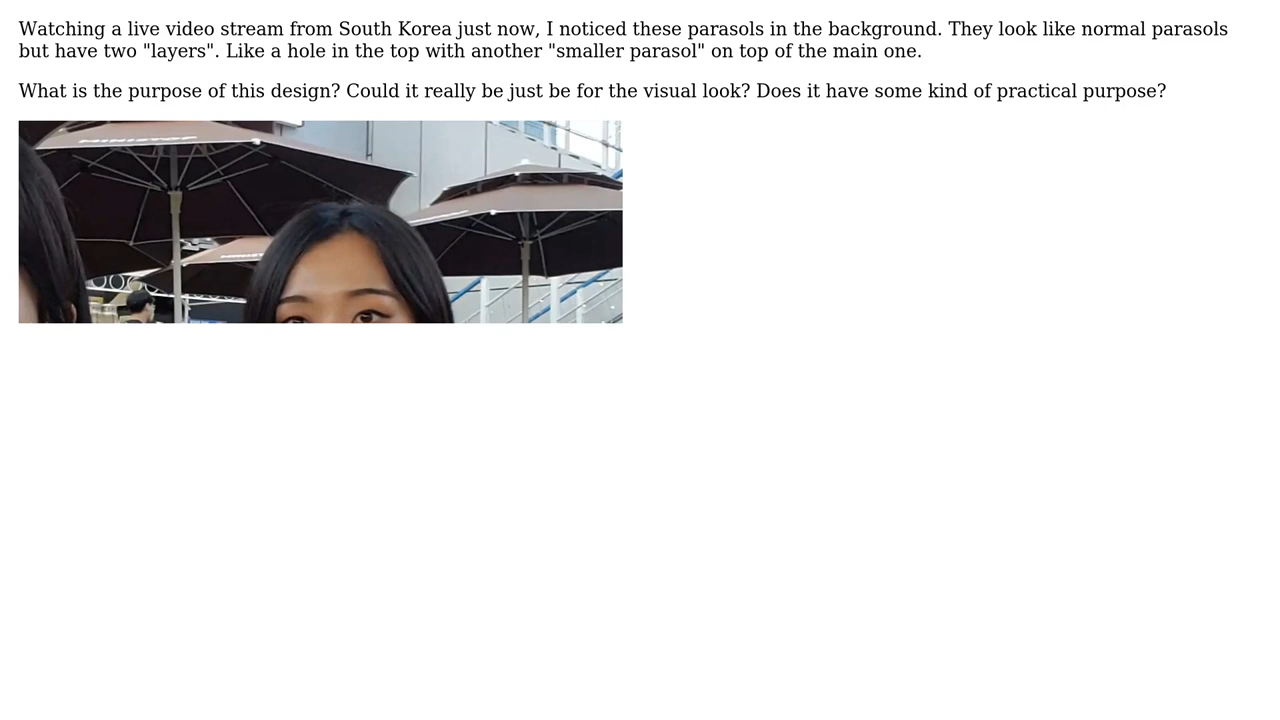 Watching a live video stream from South Korea just now, I noticed these parasols in the background. They look like normal parasols
but have two "layers". Like a hole in the top with another "smaller parasol" on top of the main one.
What is the purpose of this design? Could it really be just be for the visual look? Does it have some kind of practical purpose?